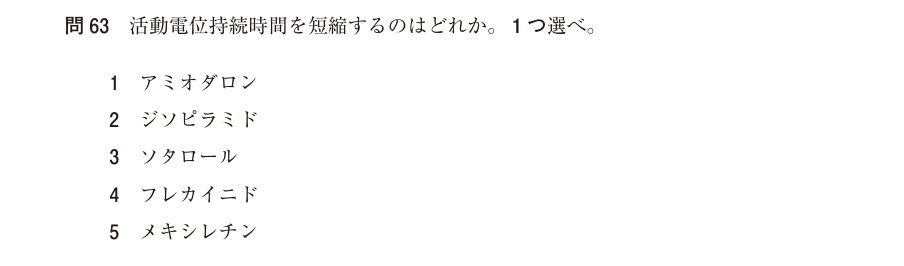 問 63 活動電位持続時間を短縮するのはどれか。1つ選べ。
1 アミオダロン
2 ジソピラミド
3 ソタロール
4 フレカイニド
5 メキシレチン